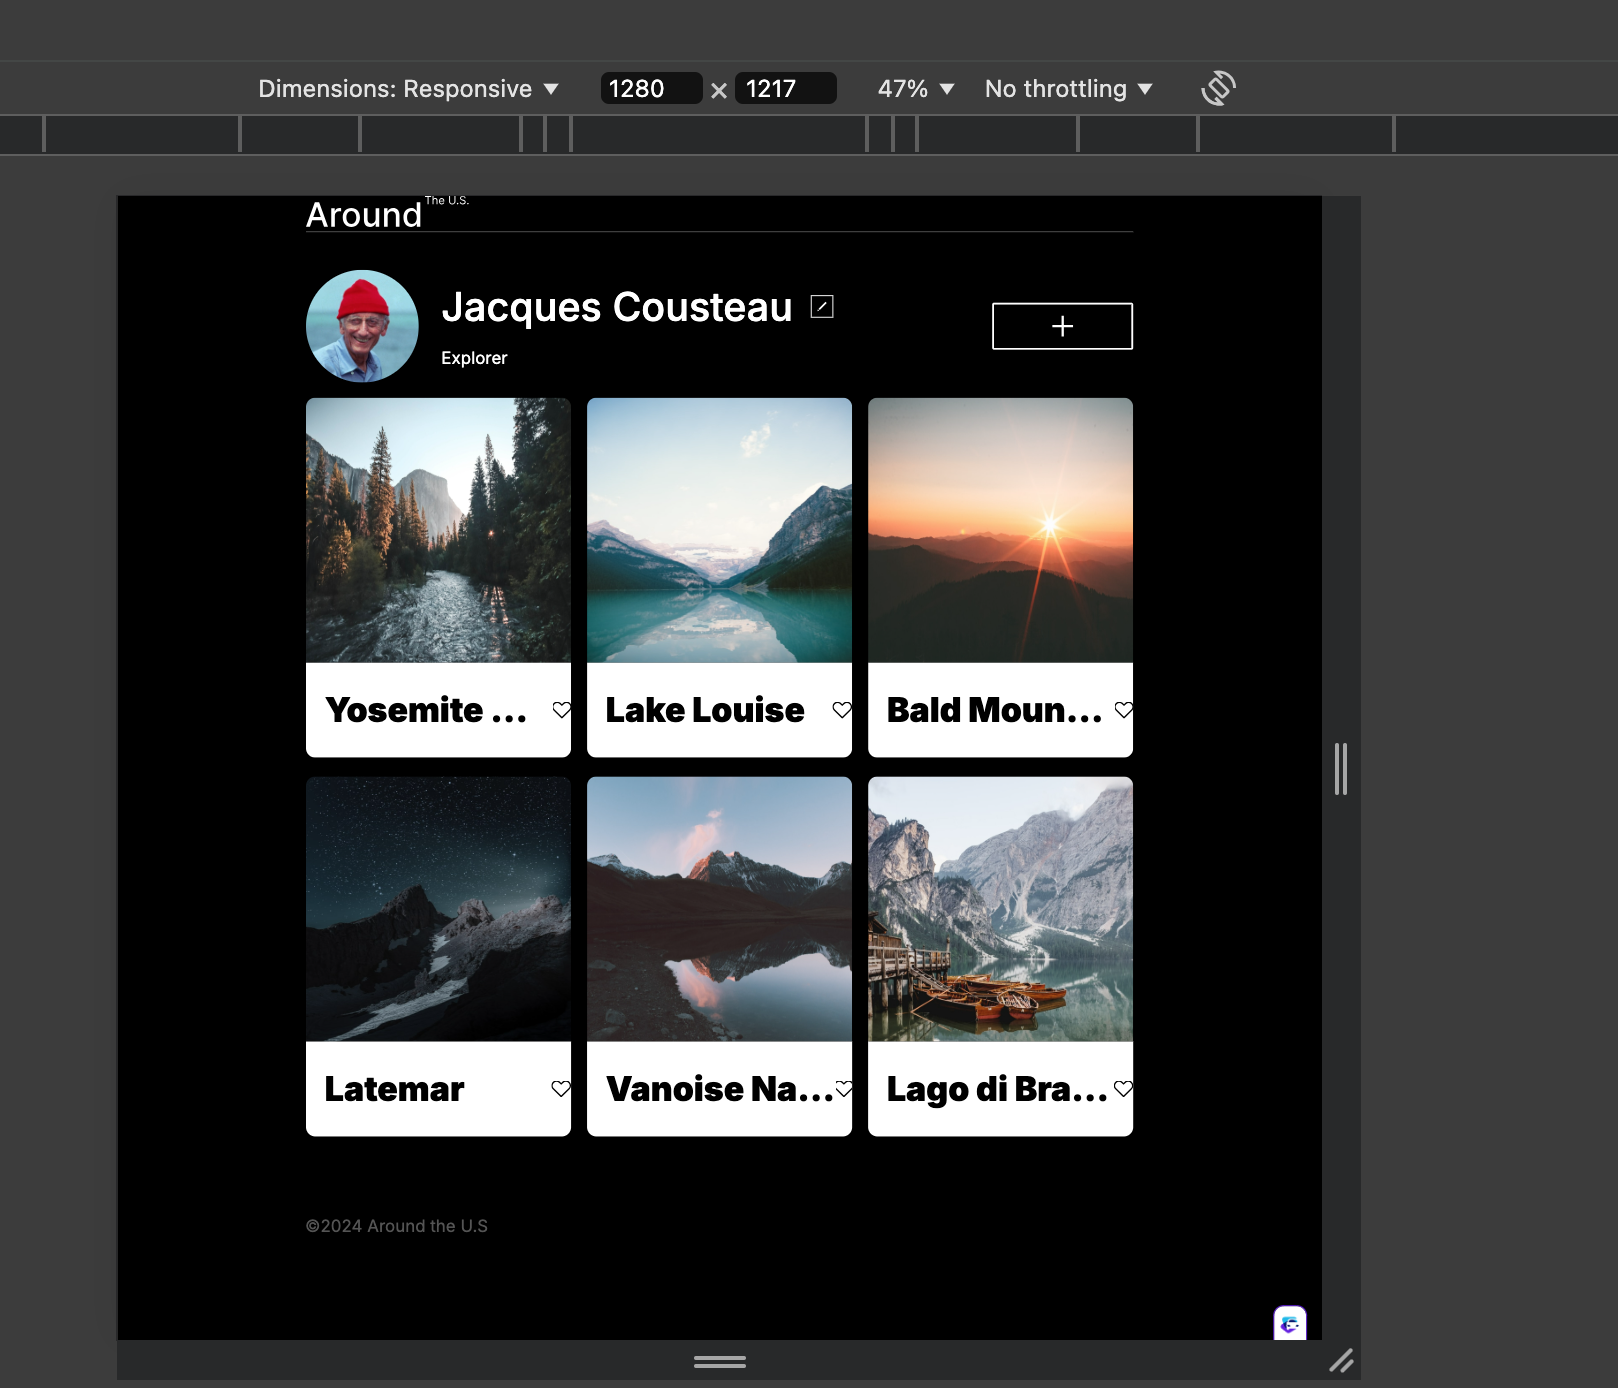 Dimensions: Responsive ▼ 1280 × 1217 47% ▼ No throttling ▼
Around The U.S.
Jacques Cousteau
Explorer
+
Yosemite ... Lake Louise Bald Moun...
Latemar Vanoise Na... Lago di Bra...
©2024 Around the U.S